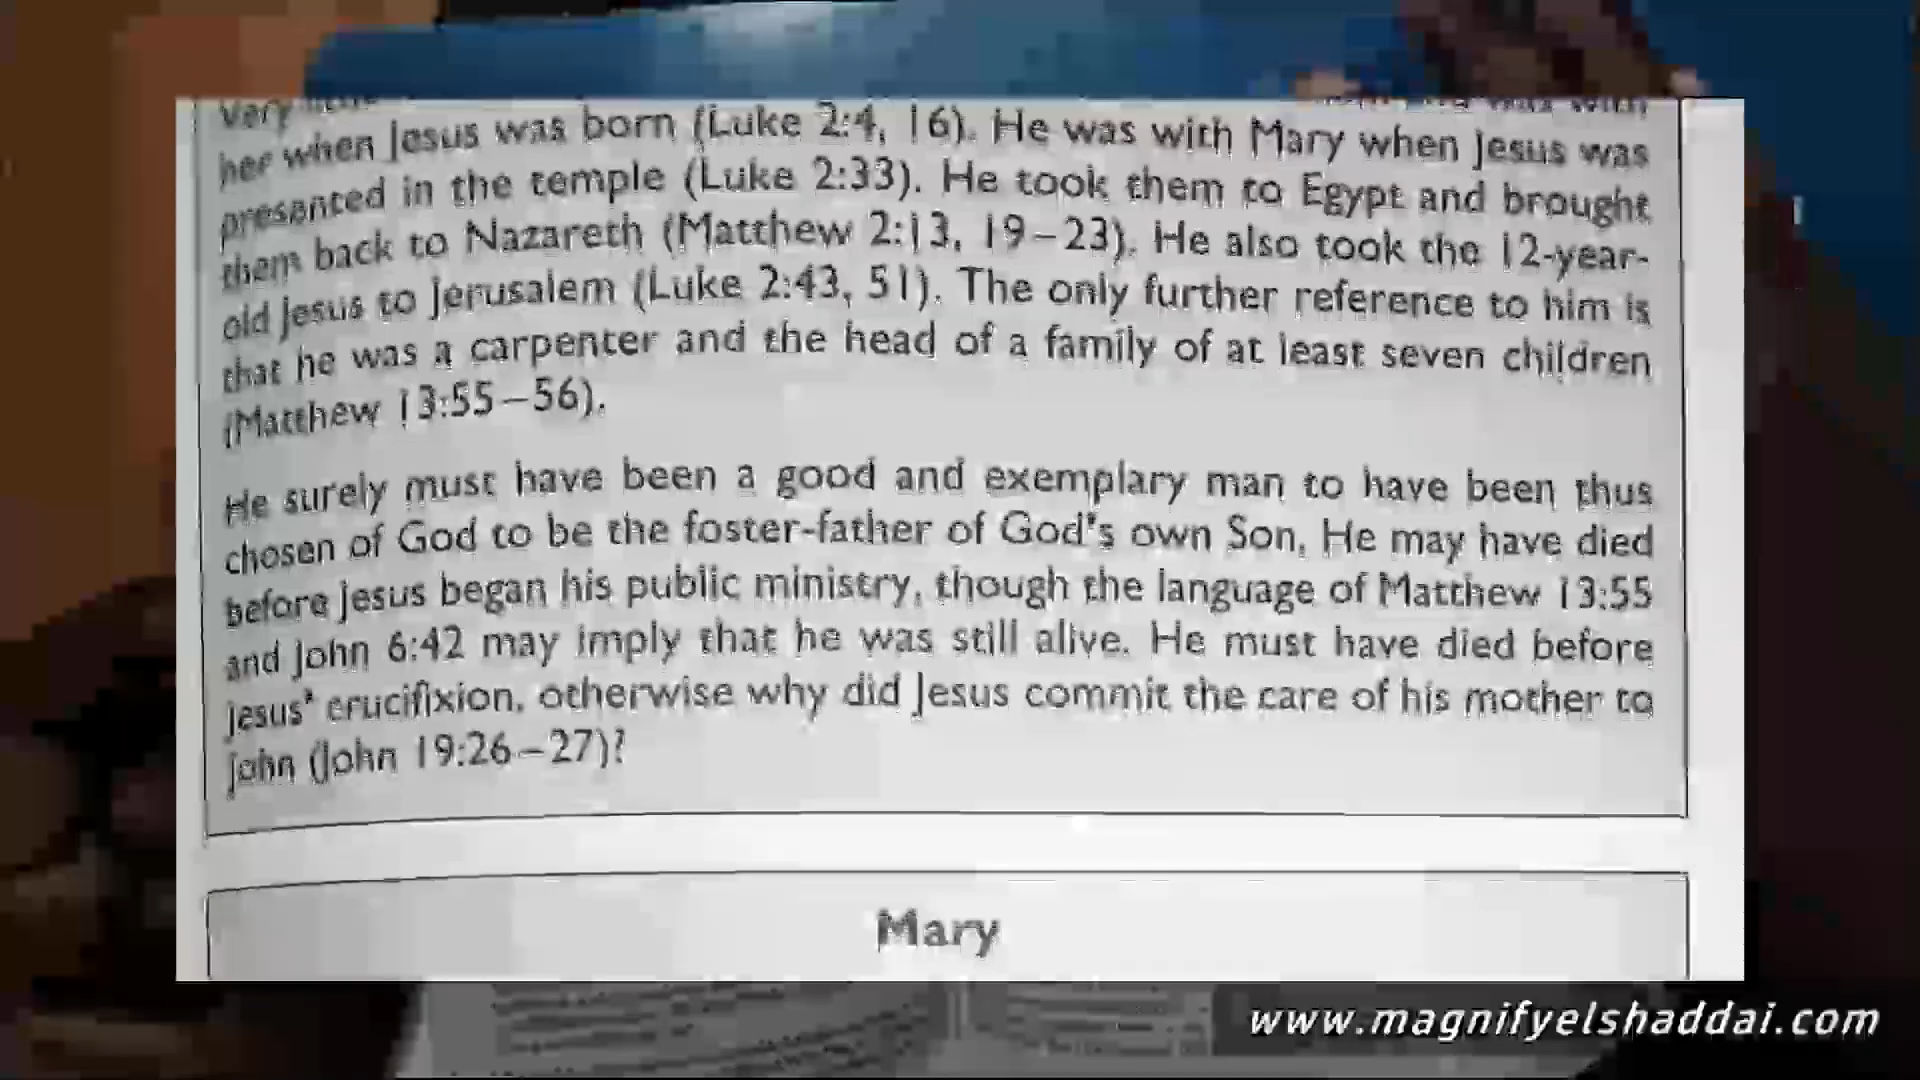 Very
her when Jesus was born (Luke 2:4, 16). He was with Mary when Jesus was
presented in the temple (Luke 2:33). He took them to Egypt and brought
them back to Nazareth (Matthew 2:13, 19–23). He also took the 12-year-
old Jesus to Jerusalem (Luke 2:43, 51). The only further reference to him is
that he was a carpenter and the head of a family of at least seven children
(Matthew 13:55–56).
He surely must have been a good and exemplary man to have been thus
chosen of God to be the foster-father of God's own Son. He may have died
before Jesus began his public ministry, though the language of Matthew 13:55
and John 6:42 may imply that he was still alive. He must have died before
Jesus' crucifixion, otherwise why did Jesus commit the care of his mother to
John (John 19:26–27)?
Mary
www.magnifyelshaddai.com